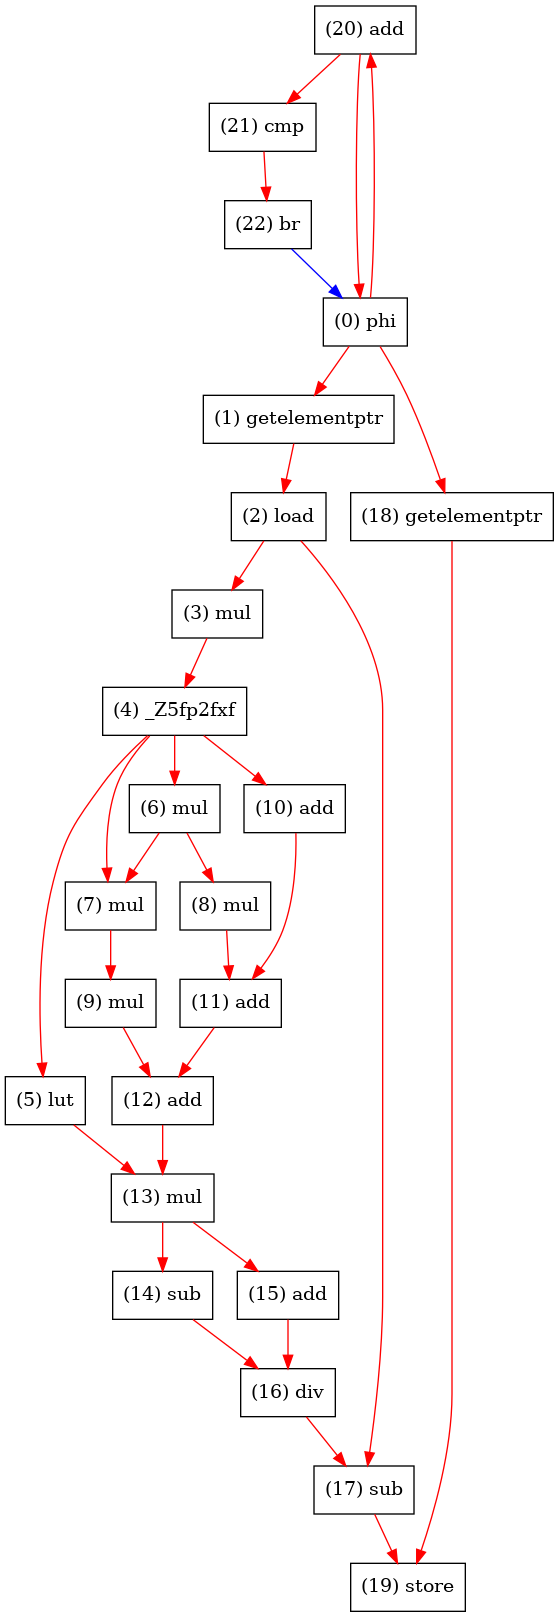 (20) add
(21) cmp
(22) br
(0) phi
(1) getelementptr
(2) load
(18) getelementptr
(3) mul
(4) _Z5fp2fxf
(6) mul
(10) add
(7) mul
(8) mul
(9) mul
(11) add
(5) lut
(12) add
(13) mul
(14) sub
(15) add
(16) div
(17) sub
(19) store